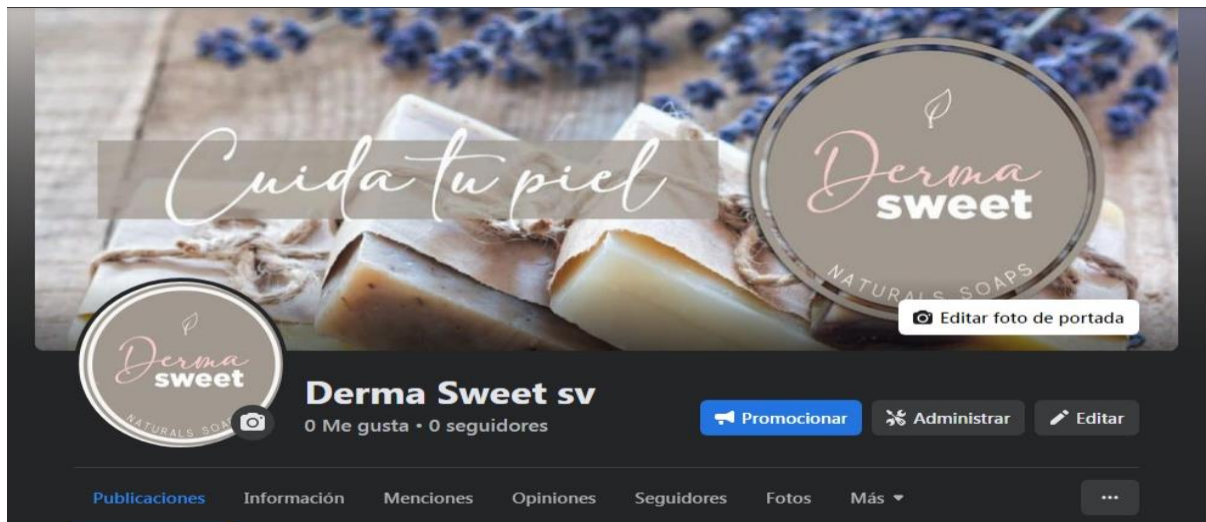 Cuida tu piel
Derma
sweet
NATURALS SOAPS
Editar foto de portada
Derma
sweet
NATURALS SOA
Derma Sweet sv
0 Me gusta • 0 seguidores
Promocionar
Administrar
Editar
Publicaciones
Información
Menciones
Opiniones
Seguidores
Fotos
Más